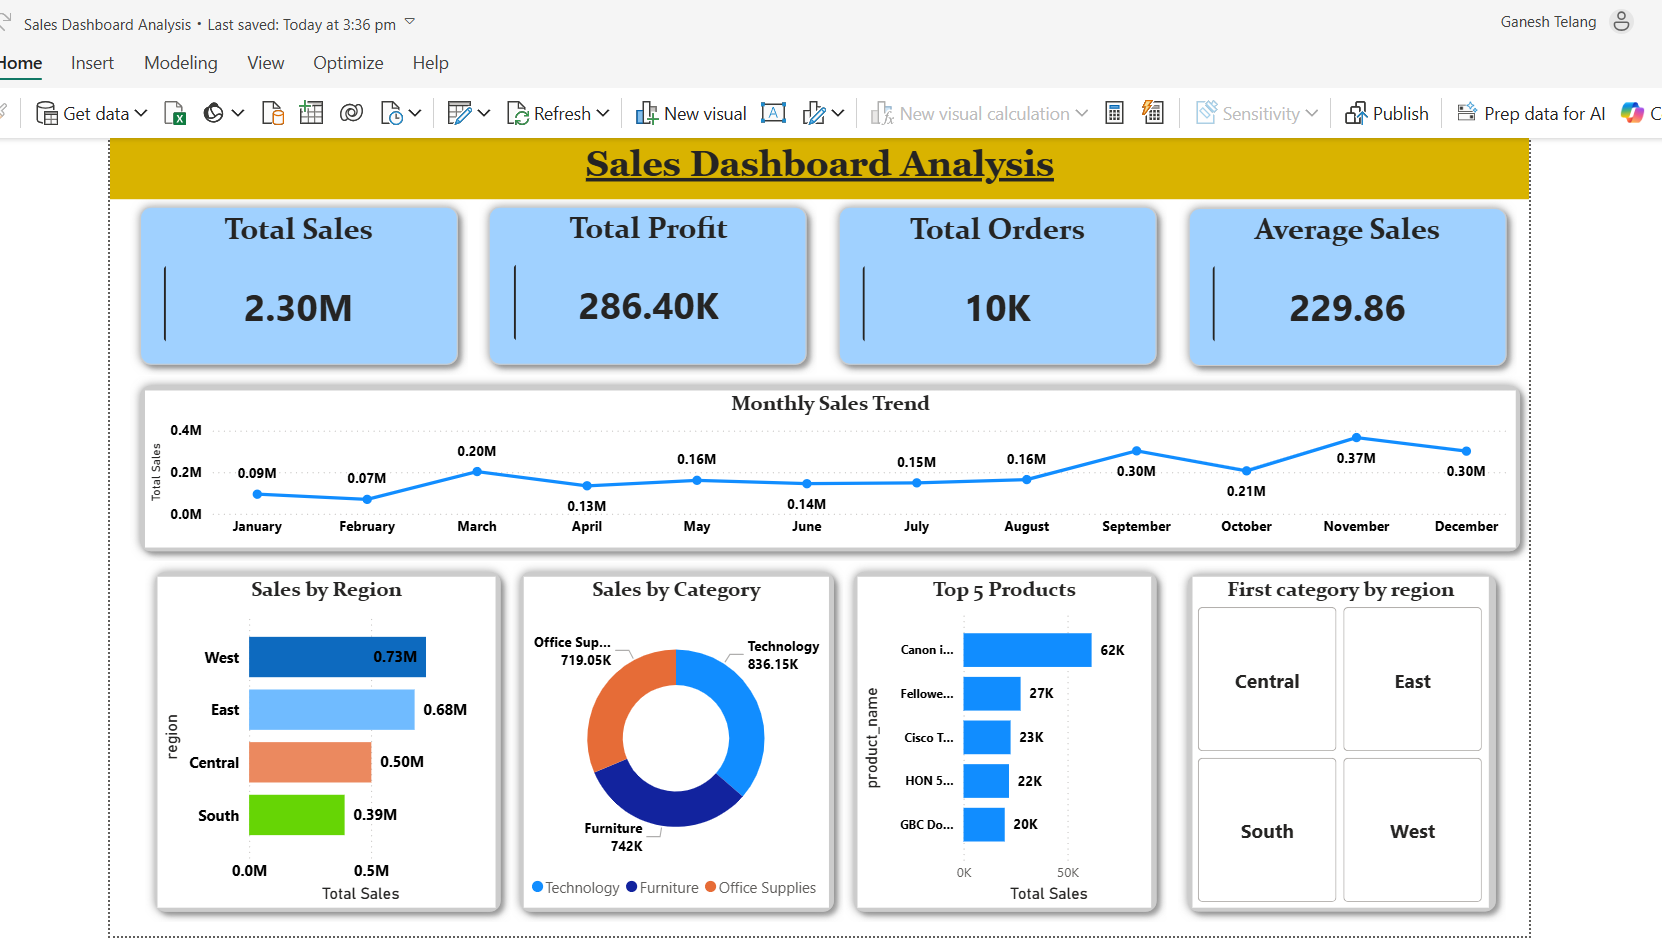 Sales Dashboard Analysis • Last saved: Today at 3:36 pm
Ganesh Telang
Home Insert Modeling View Optimize Help
Get data Refresh New visual New visual calculation Sensitivity Publish Prep data for AI
Sales Dashboard Analysis
Total Sales
2.30M
Total Profit
286.40K
Total Orders
10K
Average Sales
229.86
Monthly Sales Trend
Total Sales
0.4M
0.2M
0.0M
0.09M 0.07M 0.20M 0.13M 0.16M 0.14M 0.15M 0.16M 0.30M 0.21M 0.37M 0.30M
January February March April May June July August September October November December
Sales by Region
region
West 0.73M
East 0.68M
Central 0.50M
South 0.39M
0.0M 0.5M
Total Sales
Sales by Category
Office Sup...
719.05K
Technology
836.15K
Furniture
742K
Technology Furniture Office Supplies
Top 5 Products
product_name
Canon i... 62K
Fellowe... 27K
Cisco T... 23K
HON 5... 22K
GBC Do... 20K
0K 50K
Total Sales
First category by region
Central East
South West